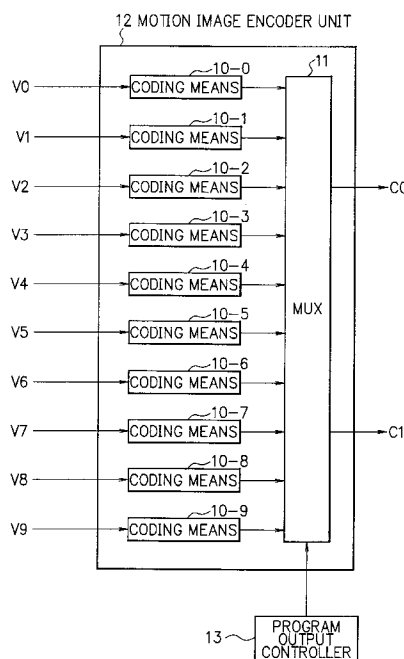 12 MOTION IMAGE ENCODER UNIT
10-0
11
V0 CODING MEANS
10-1
V1 CODING MEANS
10-2
V2 CODING MEANS C0
10-3
V3 CODING MEANS
10-4
V4 CODING MEANS
MUX
10-5
V5 CODING MEANS
10-6
V6 CODING MEANS
10-7
V7 CODING MEANS C1
10-8
V8 CODING MEANS
10-9
V9 CODING MEANS
13 PROGRAM
OUTPUT
CONTROLLER